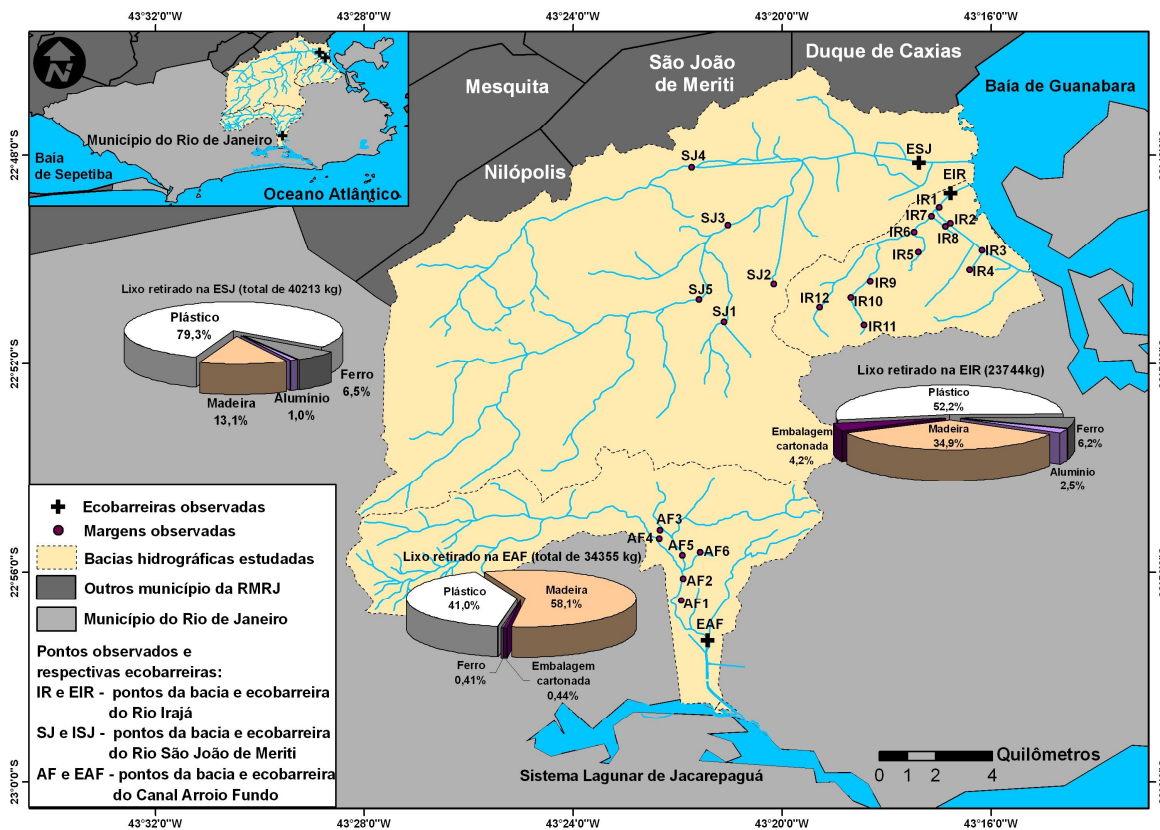 43°32'0"W
43°28'0"W
43°24'0"W
43°20'0"W
43°16'0"W
N
Município do Rio de Janeiro
Baía
de Sepetiba
Oceano Atlântico
Duque de Caxias
São João
de Meriti
Mesquita
Nilópolis
Baía de Guanabara
22°48'0"S
22°52'0"S
22°56'0"S
23°0'0"S
SJ4
ESJ
EIR
IR1
IR7
IR2
IR6
IR8
IR5
IR3
IR4
SJ3
SJ2
IR9
IR12
IR10
IR11
SJ5
SJ1
Lixo retirado na ESJ (total de 40213 kg)
Plástico
79,3%
Ferro
6,5%
Alumínio
1,0%
Madeira
13,1%
Lixo retirado na EIR (23744kg)
Plástico
52,2%
Embalagem
cartonada
4,2%
Madeira
34,9%
Ferro
6,2%
Alumínio
2,5%
AF3
AF4
AF5
AF6
AF2
AF1
EAF
Lixo retirado na EAF (total de 34355 kg)
Plástico
41,0%
Madeira
58,1%
Ferro
0,41%
Embalagem
cartonada
0,44%
Ecobarreiras observadas
Margens observadas
Bacias hidrográficas estudadas
Outros município da RMRJ
Município do Rio de Janeiro
Pontos observados e
respectivas ecobarreiras:
IR e EIR - pontos da bacia e ecobarreira
do Rio Irajá
SJ e ISJ - pontos da bacia e ecobarreira
do Rio São João de Meriti
AF e EAF - pontos da bacia e ecobarreira
do Canal Arroio Fundo
Sistema Lagunar de Jacarepaguá
Quilômetros
0 1 2 4
43°32'0"W
43°28'0"W
43°24'0"W
43°20'0"W
43°16'0"W